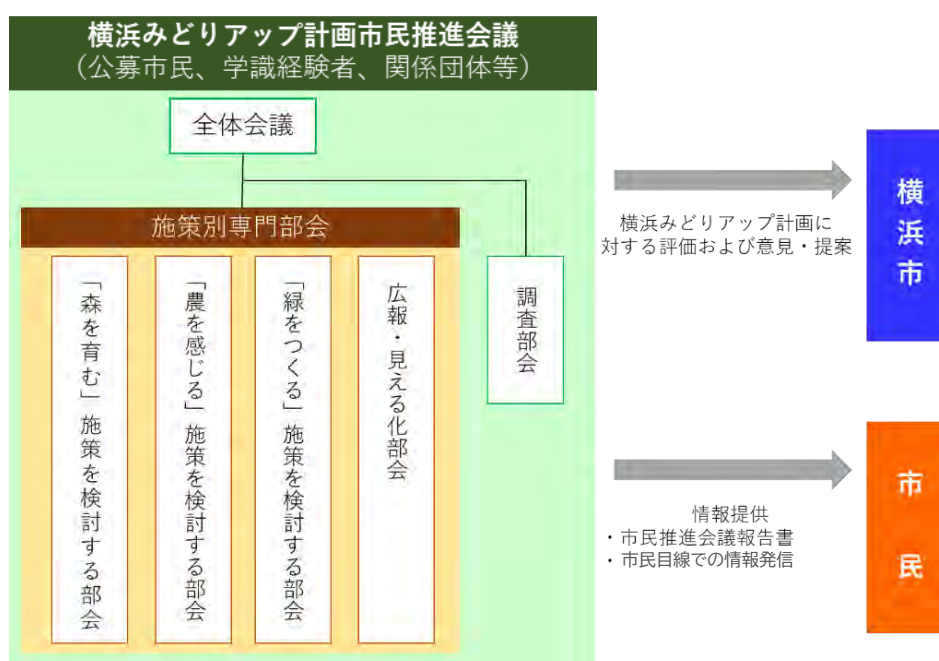 横浜みどりアップ計画市民推進会議
（公募市民、学識経験者、関係団体等）
全体会議
施策別専門部会
「森を育む」施策を検討する部会
「農を感じる」施策を検討する部会
「緑をつくる」施策を検討する部会
広報・見える化部会
調査部会
横浜みどりアップ計画に
対する評価および意見・提案
横浜市
情報提供
・市民推進会議報告書
・市民目線での情報発信
市民